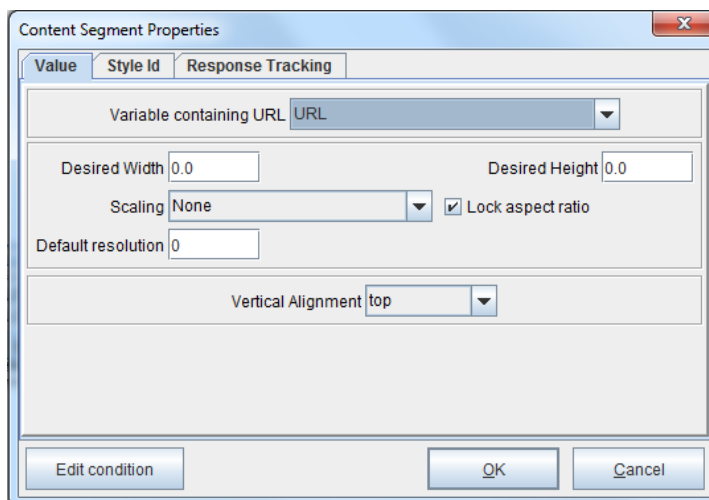 Content Segment Properties
Value Style Id Response Tracking
Variable containing URL URL
Desired Width 0.0 Desired Height 0.0
Scaling None Lock aspect ratio
Default resolution 0
Vertical Alignment top
Edit condition OK Cancel